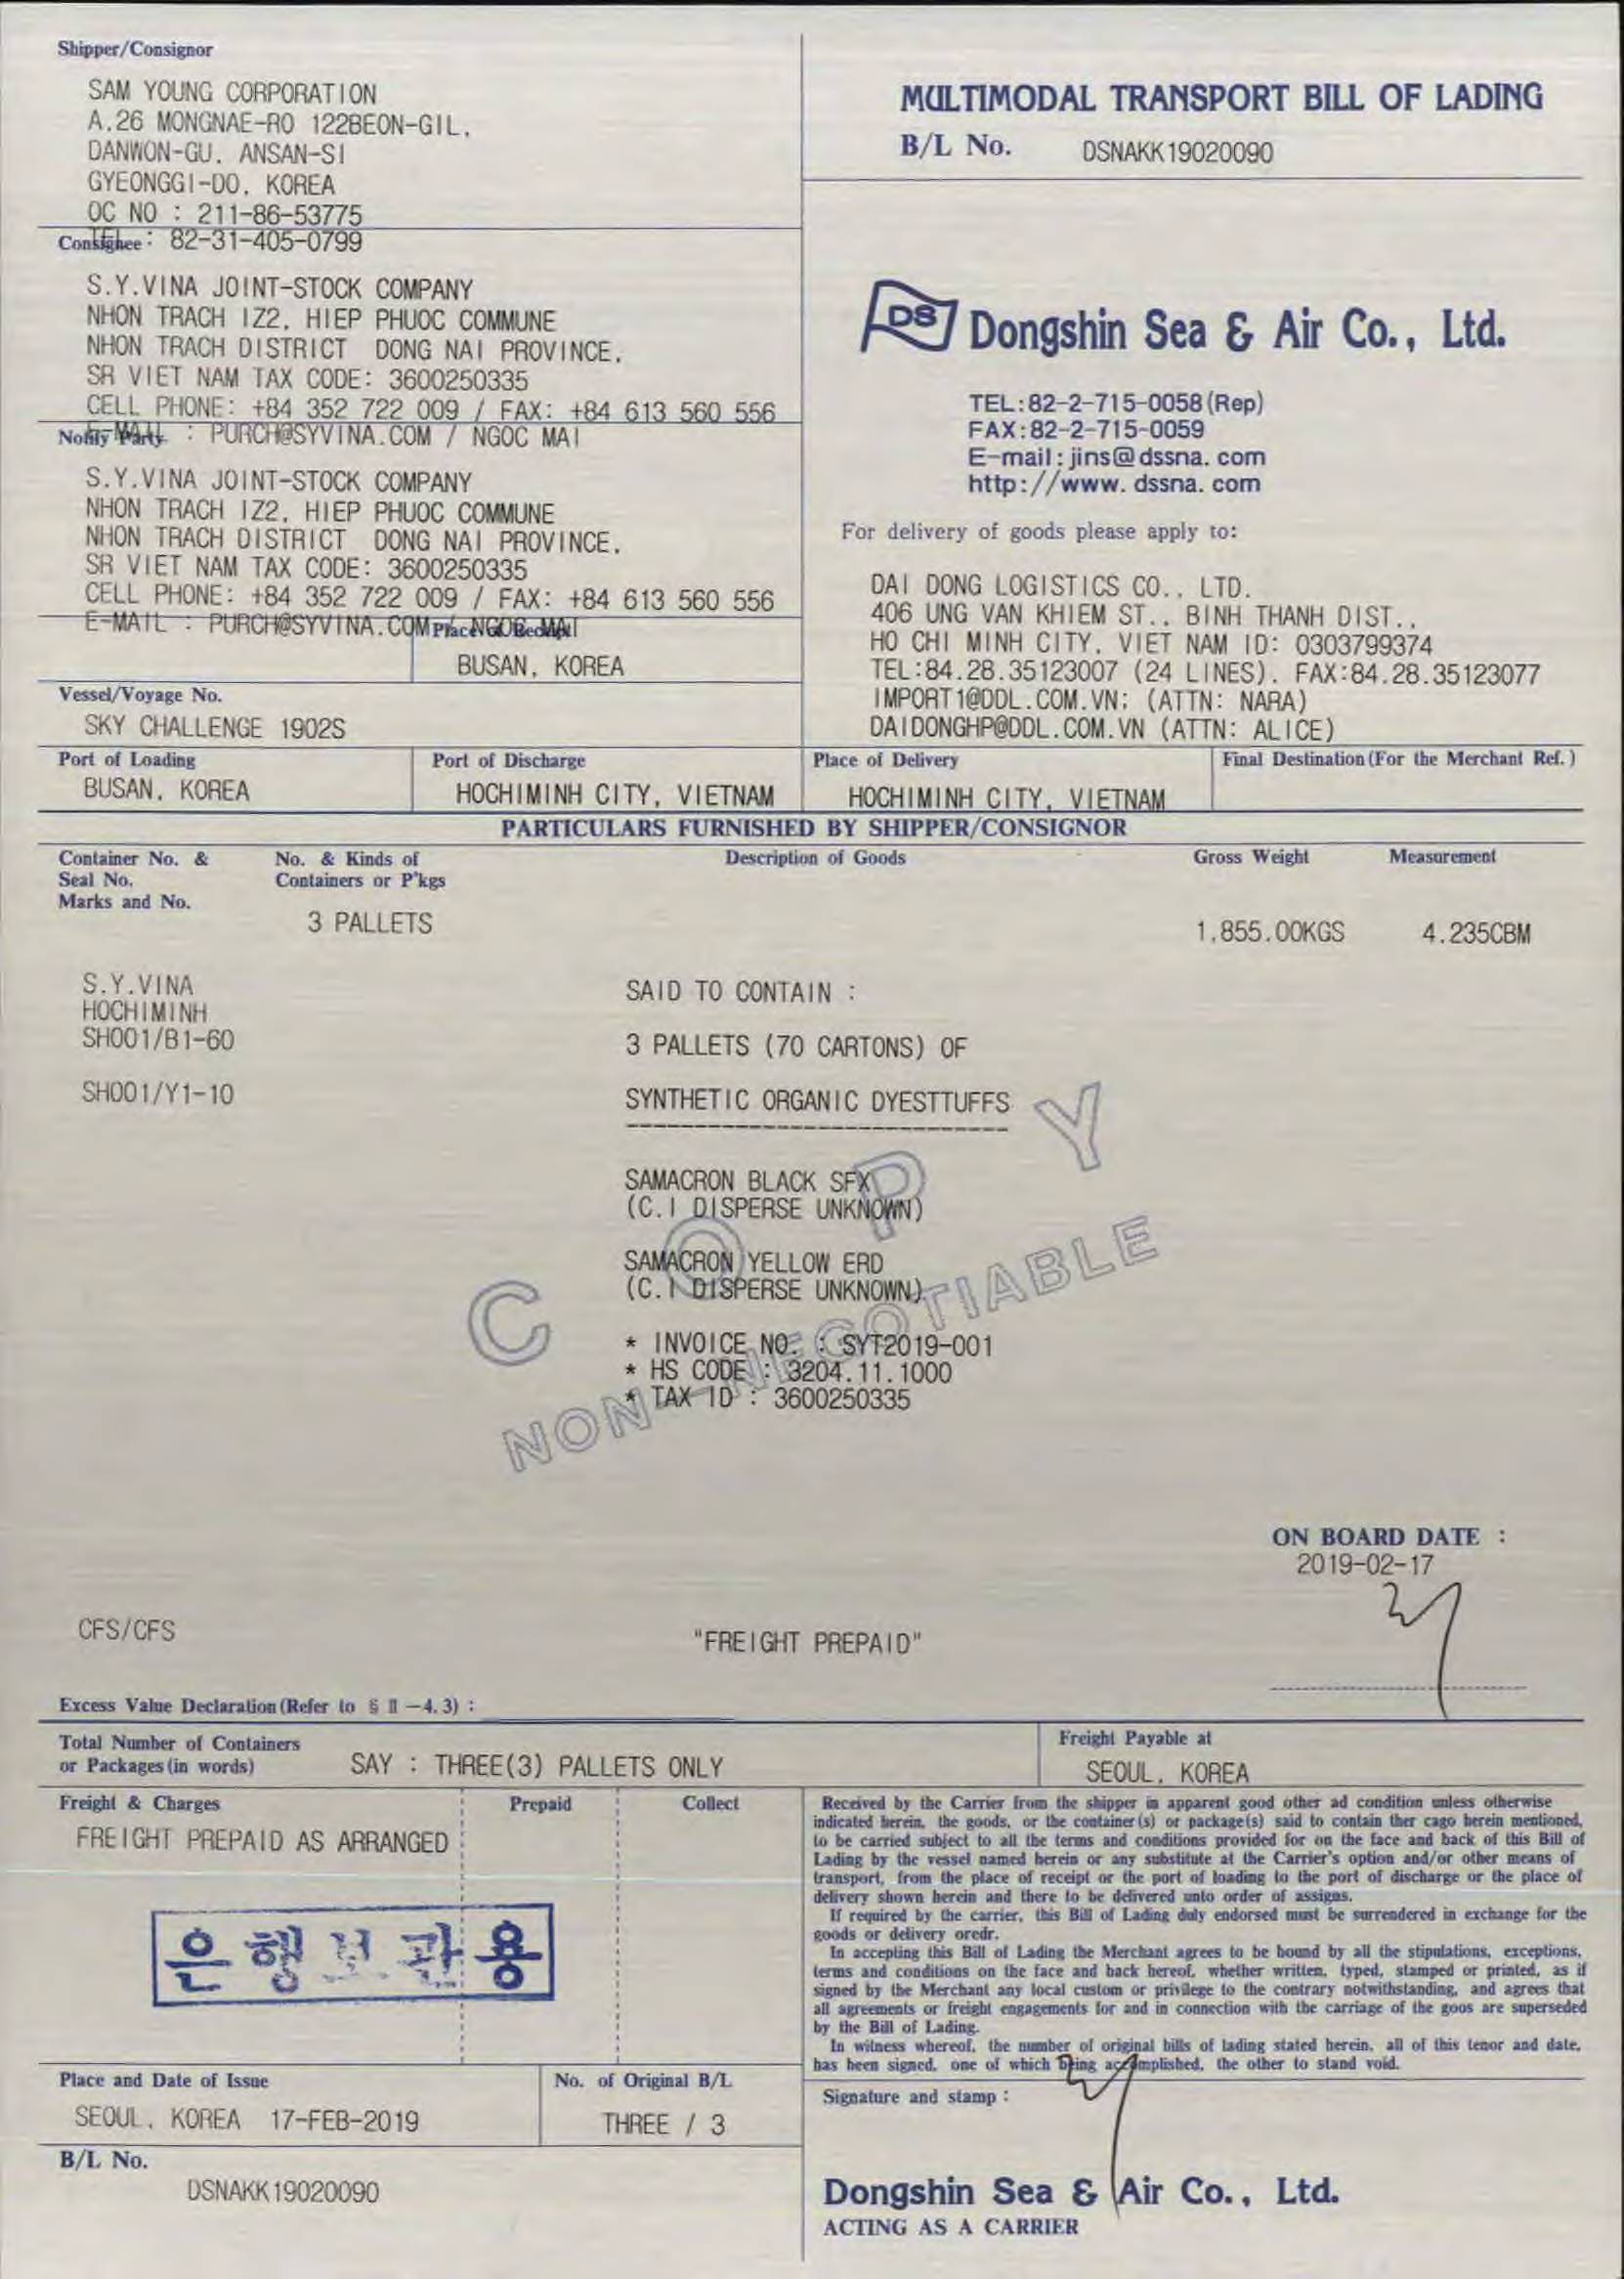 Shipper/Consignor
SAM YOUNG CORPORATION
A.26 MONGNAE-RO 122BEON-GIL,
DANWON-GU, ANSAN-SI
GYEONGGI-DO, KOREA
OC NO : 211-86-53775
TEL : 82-31-405-0799
MULTIMODAL TRANSPORT BILL OF LADING
B/L No. DSNAKK19020090
Consignee
S.Y.VINA JOINT-STOCK COMPANY
NHON TRACH IZ2, HIEP PHUOC COMMUNE
NHON TRACH DISTRICT DONG NAI PROVINCE,
SR VIET NAM TAX CODE: 3600250335
CELL PHONE: +84 352 722 009 / FAX: +84 613 560 556
E-MAIL : PURCH@SYVINA.COM / NGOC MAI
DS Dongshin Sea & Air Co., Ltd.
TEL:82-2-715-0058(Rep)
FAX:82-2-715-0059
E-mail:jins@dssna.com
http://www.dssna.com
Notify Party
S.Y.VINA JOINT-STOCK COMPANY
NHON TRACH IZ2, HIEP PHUOC COMMUNE
NHON TRACH DISTRICT DONG NAI PROVINCE,
SR VIET NAM TAX CODE: 3600250335
CELL PHONE: +84 352 722 009 / FAX: +84 613 560 556
E-MAIL : PURCH@SYVINA.COM / NGOC MAI
For delivery of goods please apply to:
DAI DONG LOGISTICS CO., LTD.
406 UNG VAN KHIEM ST., BINH THANH DIST.,
HO CHI MINH CITY, VIET NAM ID: 0303799374
TEL:84.28.35123007 (24 LINES), FAX:84.28.35123077
IMPORT1@DDL.COM.VN; (ATTN: NARA)
DAIDONGHP@DDL.COM.VN (ATTN: ALICE)
Place of Receipt
BUSAN, KOREA
Vessel/Voyage No.
SKY CHALLENGE 1902S
Port of Loading
BUSAN, KOREA
Port of Discharge
HOCHIMINH CITY, VIETNAM
Place of Delivery
HOCHIMINH CITY, VIETNAM
Final Destination(For the Merchant Ref.)
PARTICULARS FURNISHED BY SHIPPER/CONSIGNOR
Container No. &
Seal No.
Marks and No.
No. & Kinds of
Containers or P'kgs
Description of Goods
Gross Weight
Measurement
3 PALLETS
1,855.00KGS
4.235CBM
S.Y.VINA
HOCHIMINH
SH001/B1-60
SH001/Y1-10
SAID TO CONTAIN :
3 PALLETS (70 CARTONS) OF
SYNTHETIC ORGANIC DYESTTUFFS
SAMACRON BLACK SFX
(C.I DISPERSE UNKNOWN)
SAMACRON YELLOW ERD
(C.I DISPERSE UNKNOWN)
* INVOICE NO. : SYT2019-001
* HS CODE : 3204.11.1000
* TAX ID : 3600250335
COPY
NON-NEGOTIABLE
ON BOARD DATE :
2019-02-17
CFS/CFS
"FREIGHT PREPAID"
Excess Value Declaration(Refer to § II -4.3) :
Total Number of Containers
or Packages(in words) SAY : THREE(3) PALLETS ONLY
Freight Payable at
SEOUL, KOREA
Freight & Charges Prepaid Collect
FREIGHT PREPAID AS ARRANGED
은행보관용
Received by the Carrier from the shipper in apparent good other ad condition unless otherwise
indicated herein, the goods, or the container(s) or package(s) said to contain ther cago herein mentioned,
to be carried subject to all the terms and conditions provided for on the face and back of this Bill of
Lading by the vessel named herein or any substitute at the Carrier's option and/or other means of
transport, from the place of receipt or the port of loading to the port of discharge or the place of
delivery shown herein and there to be delivered unto order of assigns.
If required by the carrier, this Bill of Lading duly endorsed must be surrendered in exchange for the
goods or delivery oredr.
In accepting this Bill of Lading the Merchant agrees to be bound by all the stipulations, exceptions,
terms and conditions on the face and back hereof, whether written, typed, stamped or printed, as if
signed by the Merchant any local custom or privilege to the contrary notwithstanding, and agrees that
all agreements or freight engagements for and in connection with the carriage of the goos are superseded
by the Bill of Lading.
In witness whereof, the number of original bills of lading stated herein, all of this tenor and date,
has been signed, one of which being accomplished, the other to stand void.
Place and Date of Issue
SEOUL, KOREA 17-FEB-2019
No. of Original B/L
THREE / 3
Signature and stamp :
B/L No.
DSNAKK19020090
Dongshin Sea & Air Co., Ltd.
ACTING AS A CARRIER